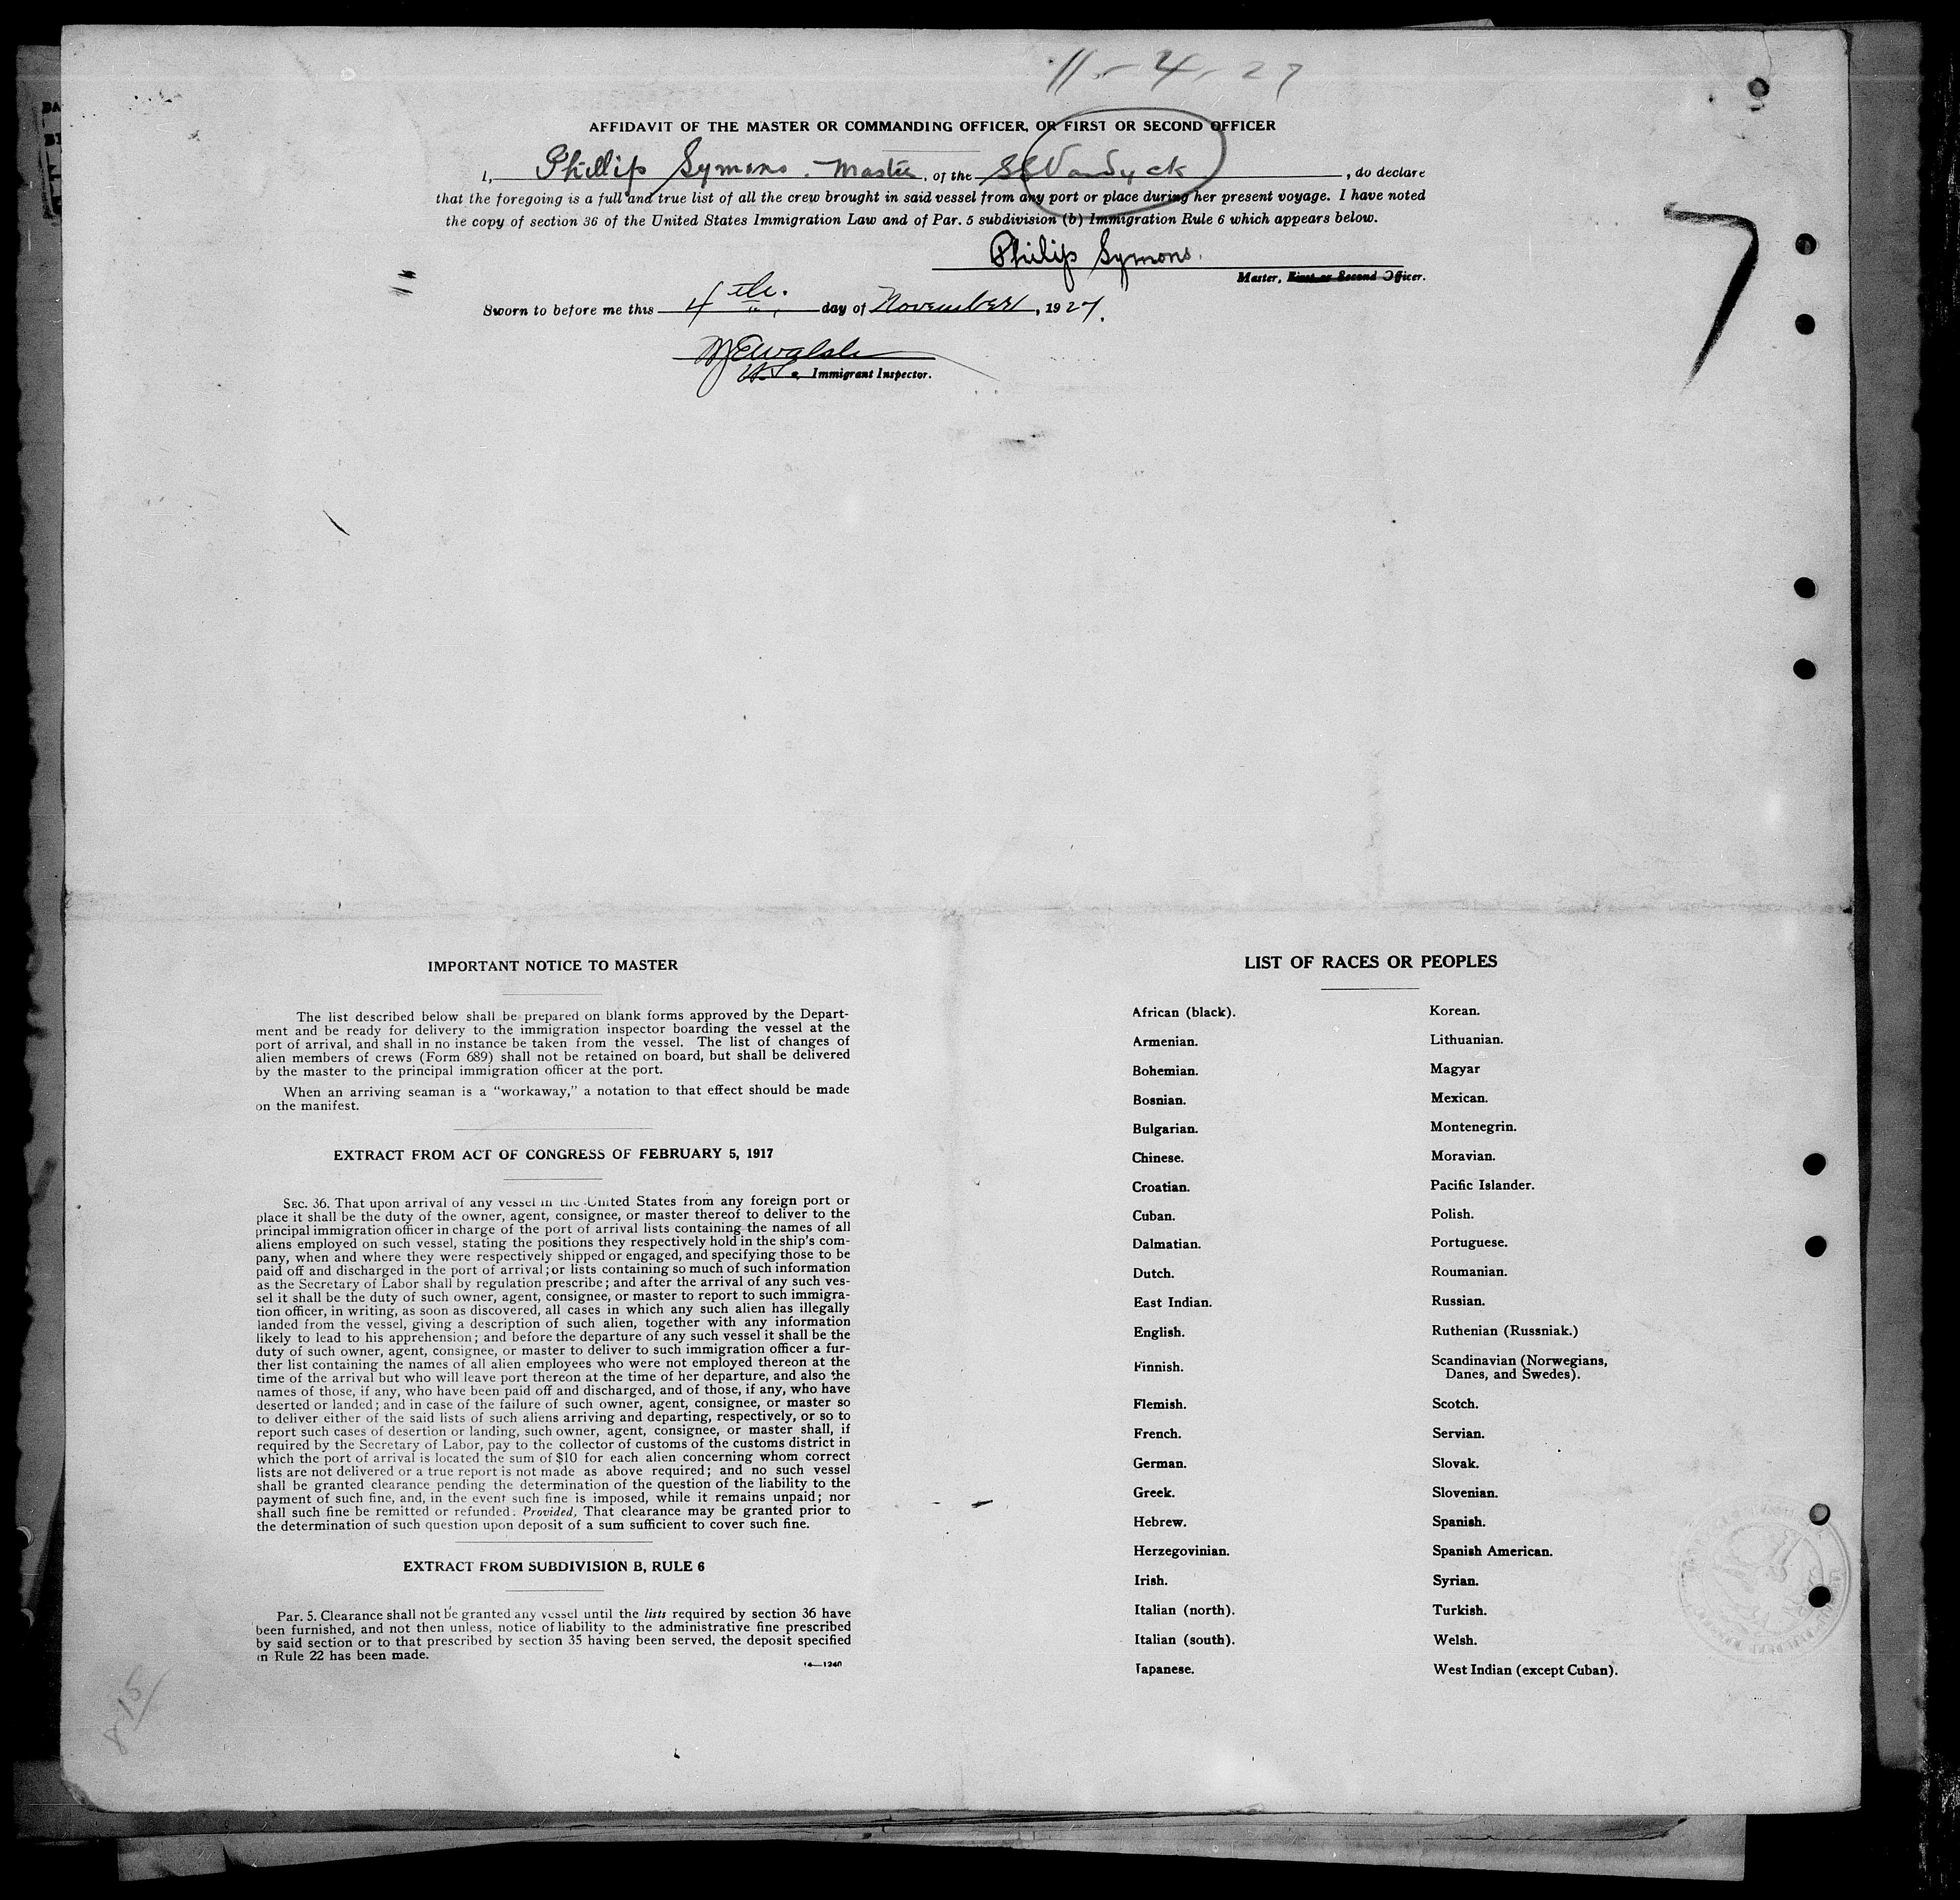 11 - 4 - 27
AFFIDAVIT OF THE MASTER OR COMMANDING OFFICER, OR FIRST OR SECOND OFFICER
I, Phillip Symons. Master, of the SS Vandyck, do declare
that the foregoing is a full and true list of all the crew brought in said vessel from any port or place during her present voyage. I have noted
the copy of section 36 of the United States Immigration Law and of Par. 5 subdivision (b) Immigration Rule 6 which appears below.
7
Philip Symons.
Master, First or Second Officer.
Sworn to before me this 4th. day of November, 1927.
Walsh
U.S. Immigrant Inspector.
IMPORTANT NOTICE TO MASTER
The list described below shall be prepared on blank forms approved by the Depart-
ment and be ready for delivery to the immigration inspector boarding the vessel at the
port of arrival, and shall in no instance be taken from the vessel. The list of changes of
alien members of crews (Form 689) shall not be retained on board, but shall be delivered
by the master to the principal immigration officer at the port.
When an arriving seaman is a “workaway,” a notation to that effect should be made
on the manifest.
EXTRACT FROM ACT OF CONGRESS OF FEBRUARY 5, 1917
SEC. 36. That upon arrival of any vessel in the United States from any foreign port or
place it shall be the duty of the owner, agent, consignee, or master thereof to deliver to the
principal immigration officer in charge of the port of arrival lists containing the names of all
aliens employed on such vessel, stating the positions they respectively hold in the ship's com-
pany, when and where they were respectively shipped or engaged, and specifying those to be
paid off and discharged in the port of arrival; or lists containing so much of such information
as the Secretary of Labor shall by regulation prescribe; and after the arrival of any such ves-
sel it shall be the duty of such owner, agent, consignee, or master to report to such immigra-
tion officer, in writing, as soon as discovered, all cases in which any such alien has illegally
landed from the vessel, giving a description of such alien, together with any information
likely to lead to his apprehension; and before the departure of any such vessel it shall be the
duty of such owner, agent, consignee, or master to deliver to such immigration officer a fur-
ther list containing the names of all alien employees who were not employed thereon at the
time of the arrival but who will leave port thereon at the time of her departure, and also the
names of those, if any, who have been paid off and discharged, and of those, if any, who have
deserted or landed; and in case of the failure of such owner, agent, consignee, or master so
to deliver either of the said lists of such aliens arriving and departing, respectively, or so to
report such cases of desertion or landing, such owner, agent, consignee, or master shall, if
required by the Secretary of Labor, pay to the collector of customs of the customs district in
which the port of arrival is located the sum of $10 for each alien concerning whom correct
lists are not delivered or a true report is not made as above required; and no such vessel
shall be granted clearance pending the determination of the question of the liability to the
payment of such fine, and, in the event such fine is imposed, while it remains unpaid; nor
shall such fine be remitted or refunded: Provided, That clearance may be granted prior to
the determination of such question upon deposit of a sum sufficient to cover such fine.
EXTRACT FROM SUBDIVISION B, RULE 6
Par. 5. Clearance shall not be granted any vessel until the lists required by section 36 have
been furnished, and not then unless, notice of liability to the administrative fine prescribed
by said section or to that prescribed by section 35 having been served, the deposit specified
in Rule 22 has been made.
14—1240
815
LIST OF RACES OR PEOPLES
African (black). Korean.
Armenian. Lithuanian.
Bohemian. Magyar
Bosnian. Mexican.
Bulgarian. Montenegrin.
Chinese. Moravian.
Croatian. Pacific Islander.
Cuban. Polish.
Dalmatian. Portuguese.
Dutch. Roumanian.
East Indian. Russian.
English. Ruthenian (Russniak.)
Finnish. Scandinavian (Norwegians,
Danes, and Swedes).
Flemish. Scotch.
French. Servian.
German. Slovak.
Greek. Slovenian.
Hebrew. Spanish.
Herzegovinian. Spanish American.
Irish. Syrian.
Italian (north). Turkish.
Italian (south). Welsh.
Japanese. West Indian (except Cuban).